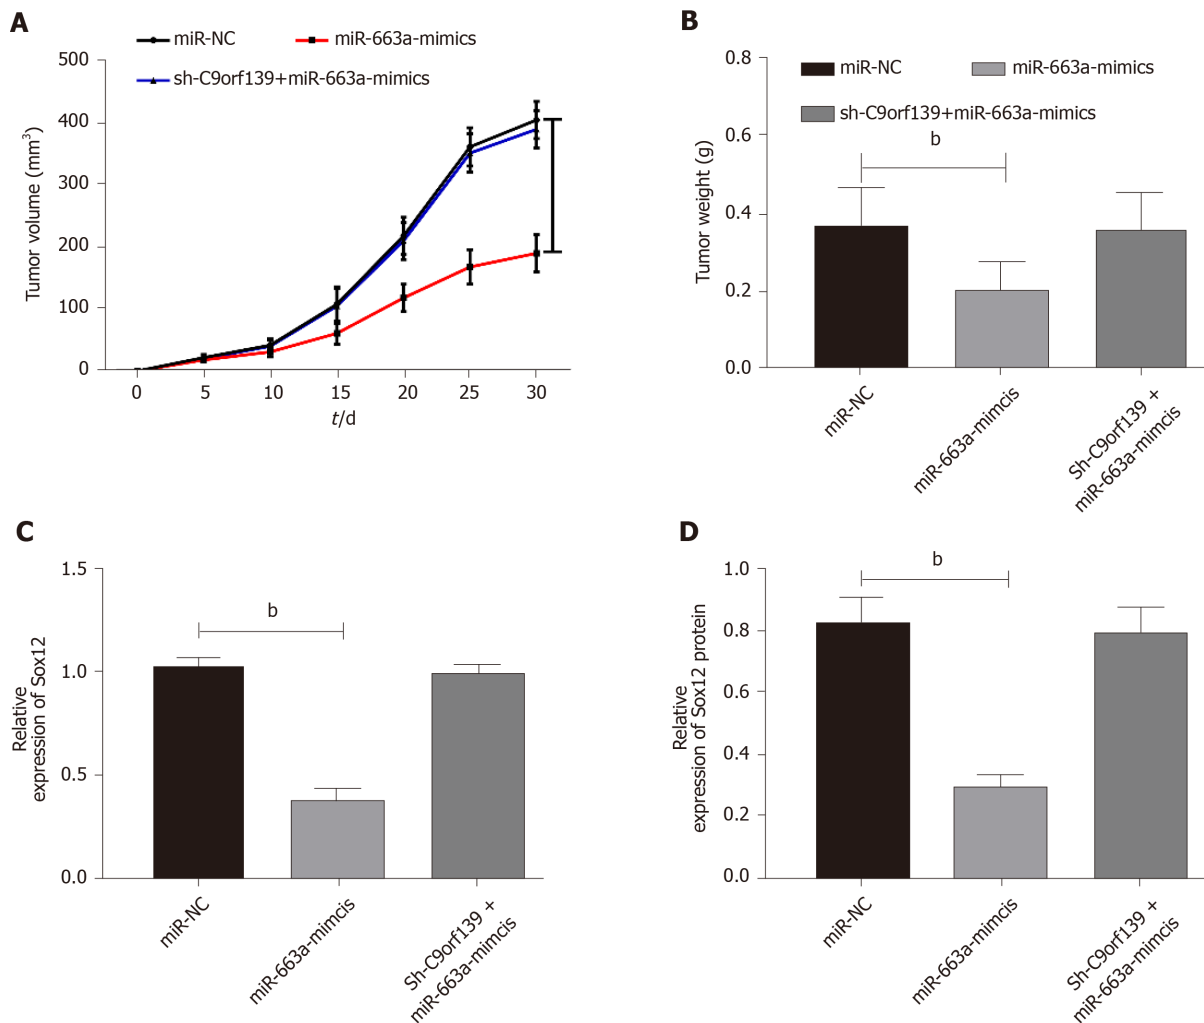 A
miR-NC
miR-663a-mimics
sh-C9orf139+miR-663a-mimics
Tumor volume (mm³)
500
400
300
200
100
0
0 5 10 15 20 25 30
t/d
B
miR-NC
miR-663a-mimics
sh-C9orf139+miR-663a-mimics
b
Tumor weight (g)
0.8
0.6
0.4
0.2
0.0
miR-NC
miR-663a-mimcis
Sh-C9orf139 +
miR-663a-mimcis
C
b
Relative
expression of Sox12
1.5
1.0
0.5
0.0
miR-NC
miR-663a-mimcis
Sh-C9orf139 +
miR-663a-mimcis
D
b
Relative
expression of Sox12 protein
1.0
0.8
0.6
0.4
0.2
0.0
miR-NC
miR-663a-mimcis
Sh-C9orf139 +
miR-663a-mimcis